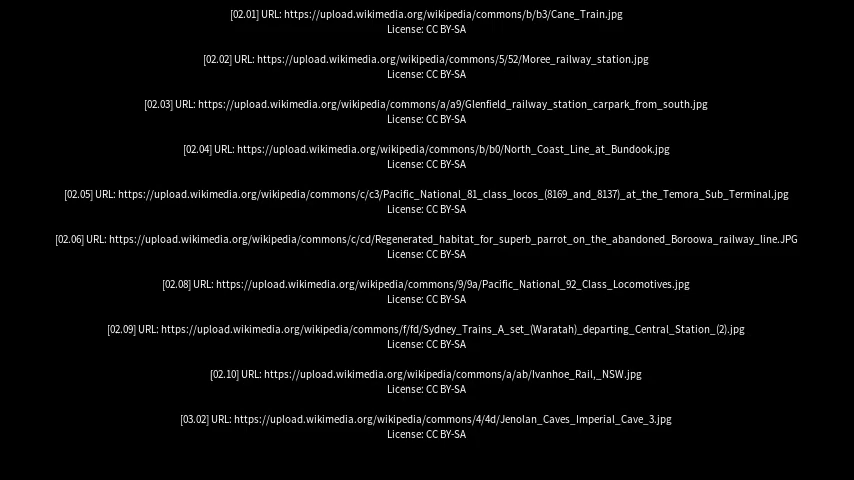 [02.01] URL: https://upload.wikimedia.org/wikipedia/commons/b/b3/Cane_Train.jpg
License: CC BY-SA
[02.02] URL: https://upload.wikimedia.org/wikipedia/commons/5/52/Moree_railway_station.jpg
License: CC BY-SA
[02.03] URL: https://upload.wikimedia.org/wikipedia/commons/a/a9/Glenfield_railway_station_carpark_from_south.jpg
License: CC BY-SA
[02.04] URL: https://upload.wikimedia.org/wikipedia/commons/b/b0/North_Coast_Line_at_Bundook.jpg
License: CC BY-SA
[02.05] URL: https://upload.wikimedia.org/wikipedia/commons/c/c3/Pacific_National_81_class_locos_(8169_and_8137)_at_the_Temora_Sub_Terminal.jpg
License: CC BY-SA
[02.06] URL: https://upload.wikimedia.org/wikipedia/commons/c/cd/Regenerated_habitat_for_superb_parrot_on_the_abandoned_Boroowa_railway_line.JPG
License: CC BY-SA
[02.08] URL: https://upload.wikimedia.org/wikipedia/commons/9/9a/Pacific_National_92_Class_Locomotives.jpg
License: CC BY-SA
[02.09] URL: https://upload.wikimedia.org/wikipedia/commons/f/fd/Sydney_Trains_A_set_(Waratah)_departing_Central_Station_(2).jpg
License: CC BY-SA
[02.10] URL: https://upload.wikimedia.org/wikipedia/commons/a/ab/Ivanhoe_Rail,_NSW.jpg
License: CC BY-SA
[03.02] URL: https://upload.wikimedia.org/wikipedia/commons/4/4d/Jenolan_Caves_Imperial_Cave_3.jpg
License: CC BY-SA